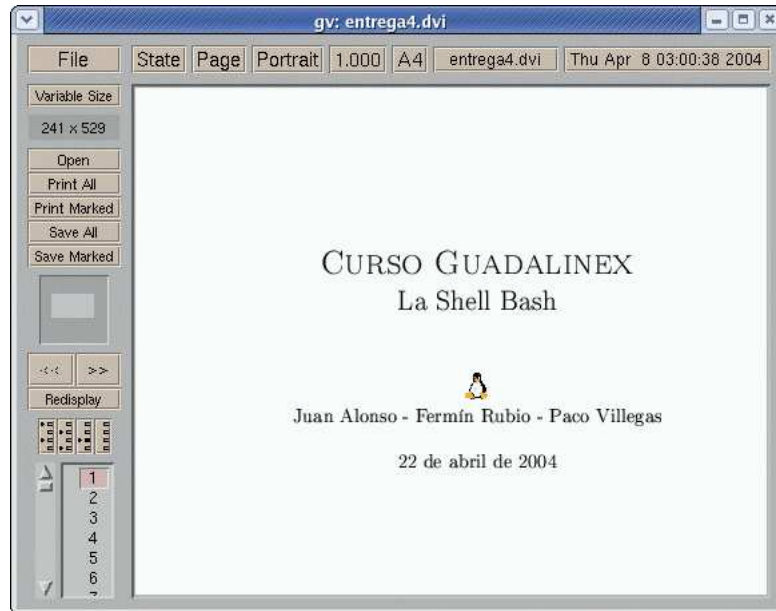 gv: entrega4.dvi
File State Page Portrait 1.000 A4 entrega4.dvi Thu Apr 8 03:00:38 2004
Variable Size
241 x 529
Open
Print All
Print Marked
Save All
Save Marked
CURSO GUADALINEX
La Shell Bash
<< >>
Redisplay
Juan Alonso - Fermín Rubio - Paco Villegas
22 de abril de 2004
1
2
3
4
5
6